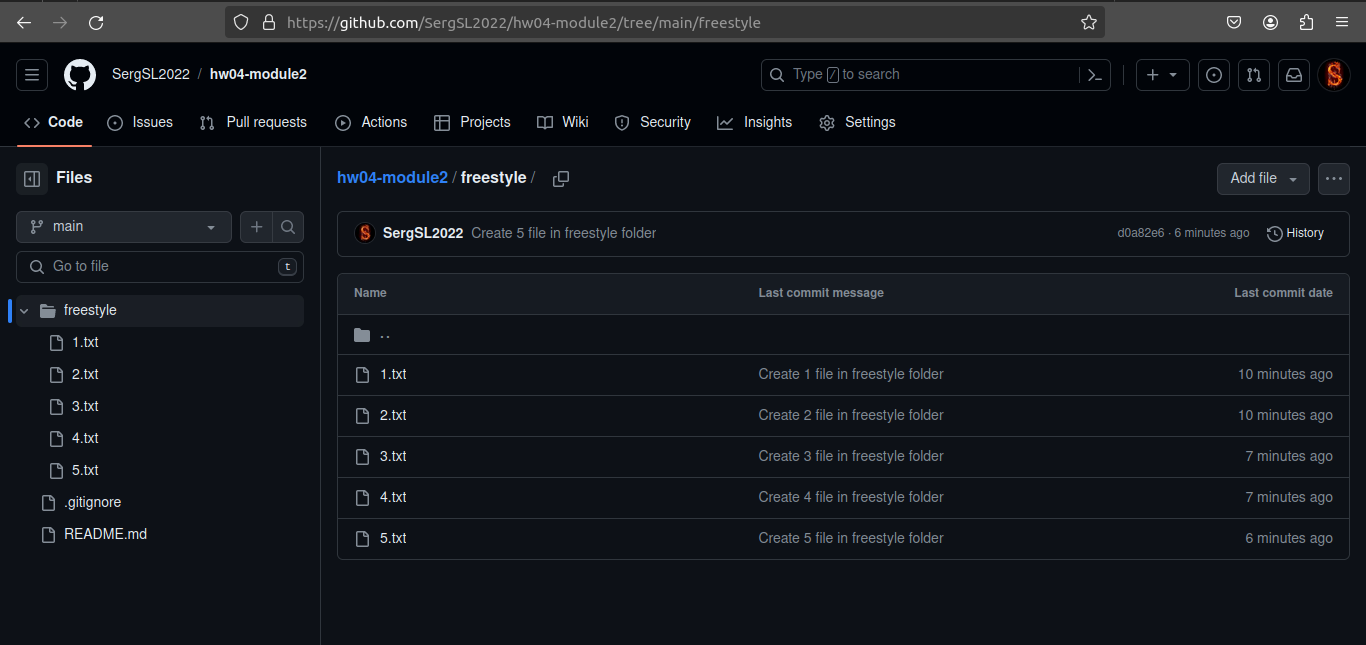 https://github.com/SergSL2022/hw04-module2/tree/main/freestyle
SergSL2022 / hw04-module2
Type / to search
Code Issues Pull requests Actions Projects Wiki Security Insights Settings
Files
main
Go to file t
freestyle
1.txt
2.txt
3.txt
4.txt
5.txt
.gitignore
README.md
hw04-module2 / freestyle /
Add file
SergSL2022 Create 5 file in freestyle folder d0a82e6 · 6 minutes ago History
Name Last commit message Last commit date
..
1.txt Create 1 file in freestyle folder 10 minutes ago
2.txt Create 2 file in freestyle folder 10 minutes ago
3.txt Create 3 file in freestyle folder 7 minutes ago
4.txt Create 4 file in freestyle folder 7 minutes ago
5.txt Create 5 file in freestyle folder 6 minutes ago